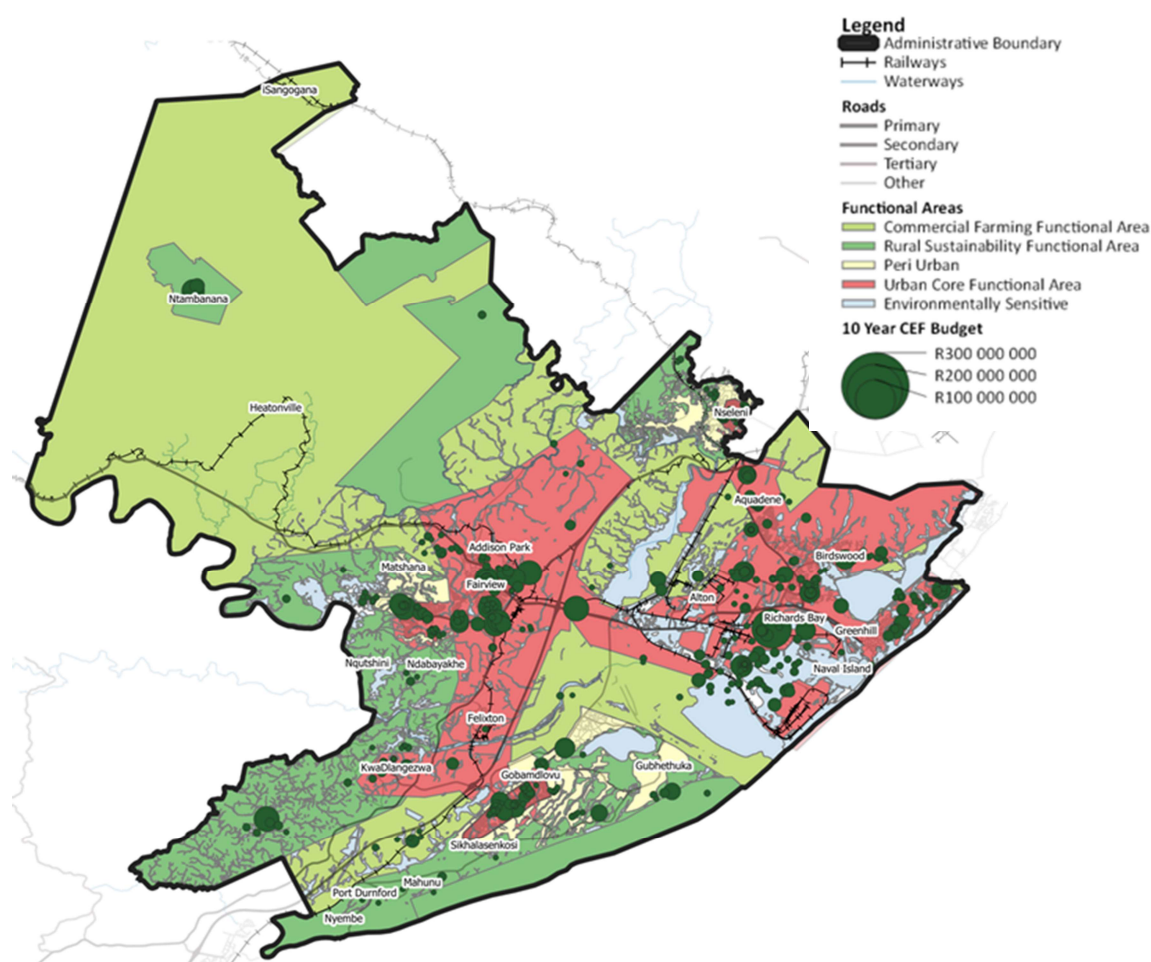 Legend
Administrative Boundary
Railways
Waterways
Roads
Primary
Secondary
Tertiary
Other
Functional Areas
Commercial Farming Functional Area
Rural Sustainability Functional Area
Peri Urban
Urban Core Functional Area
Environmentally Sensitive
10 Year CEF Budget
R300 000 000
R200 000 000
R100 000 000
iSangogana
Ntambanana
Heatonville
Nseleni
Aquadene
Addison Park
Birdswood
Matshana
Fairview
Alton
Richards Bay
Greenhill
Nqutshini
Ndabayakhe
Naval Island
Felixton
KwaDlangezwa
Gobamdlovu
Gubhethuka
Sikhalasenkosi
Mahunu
Port Durnford
Nyembe